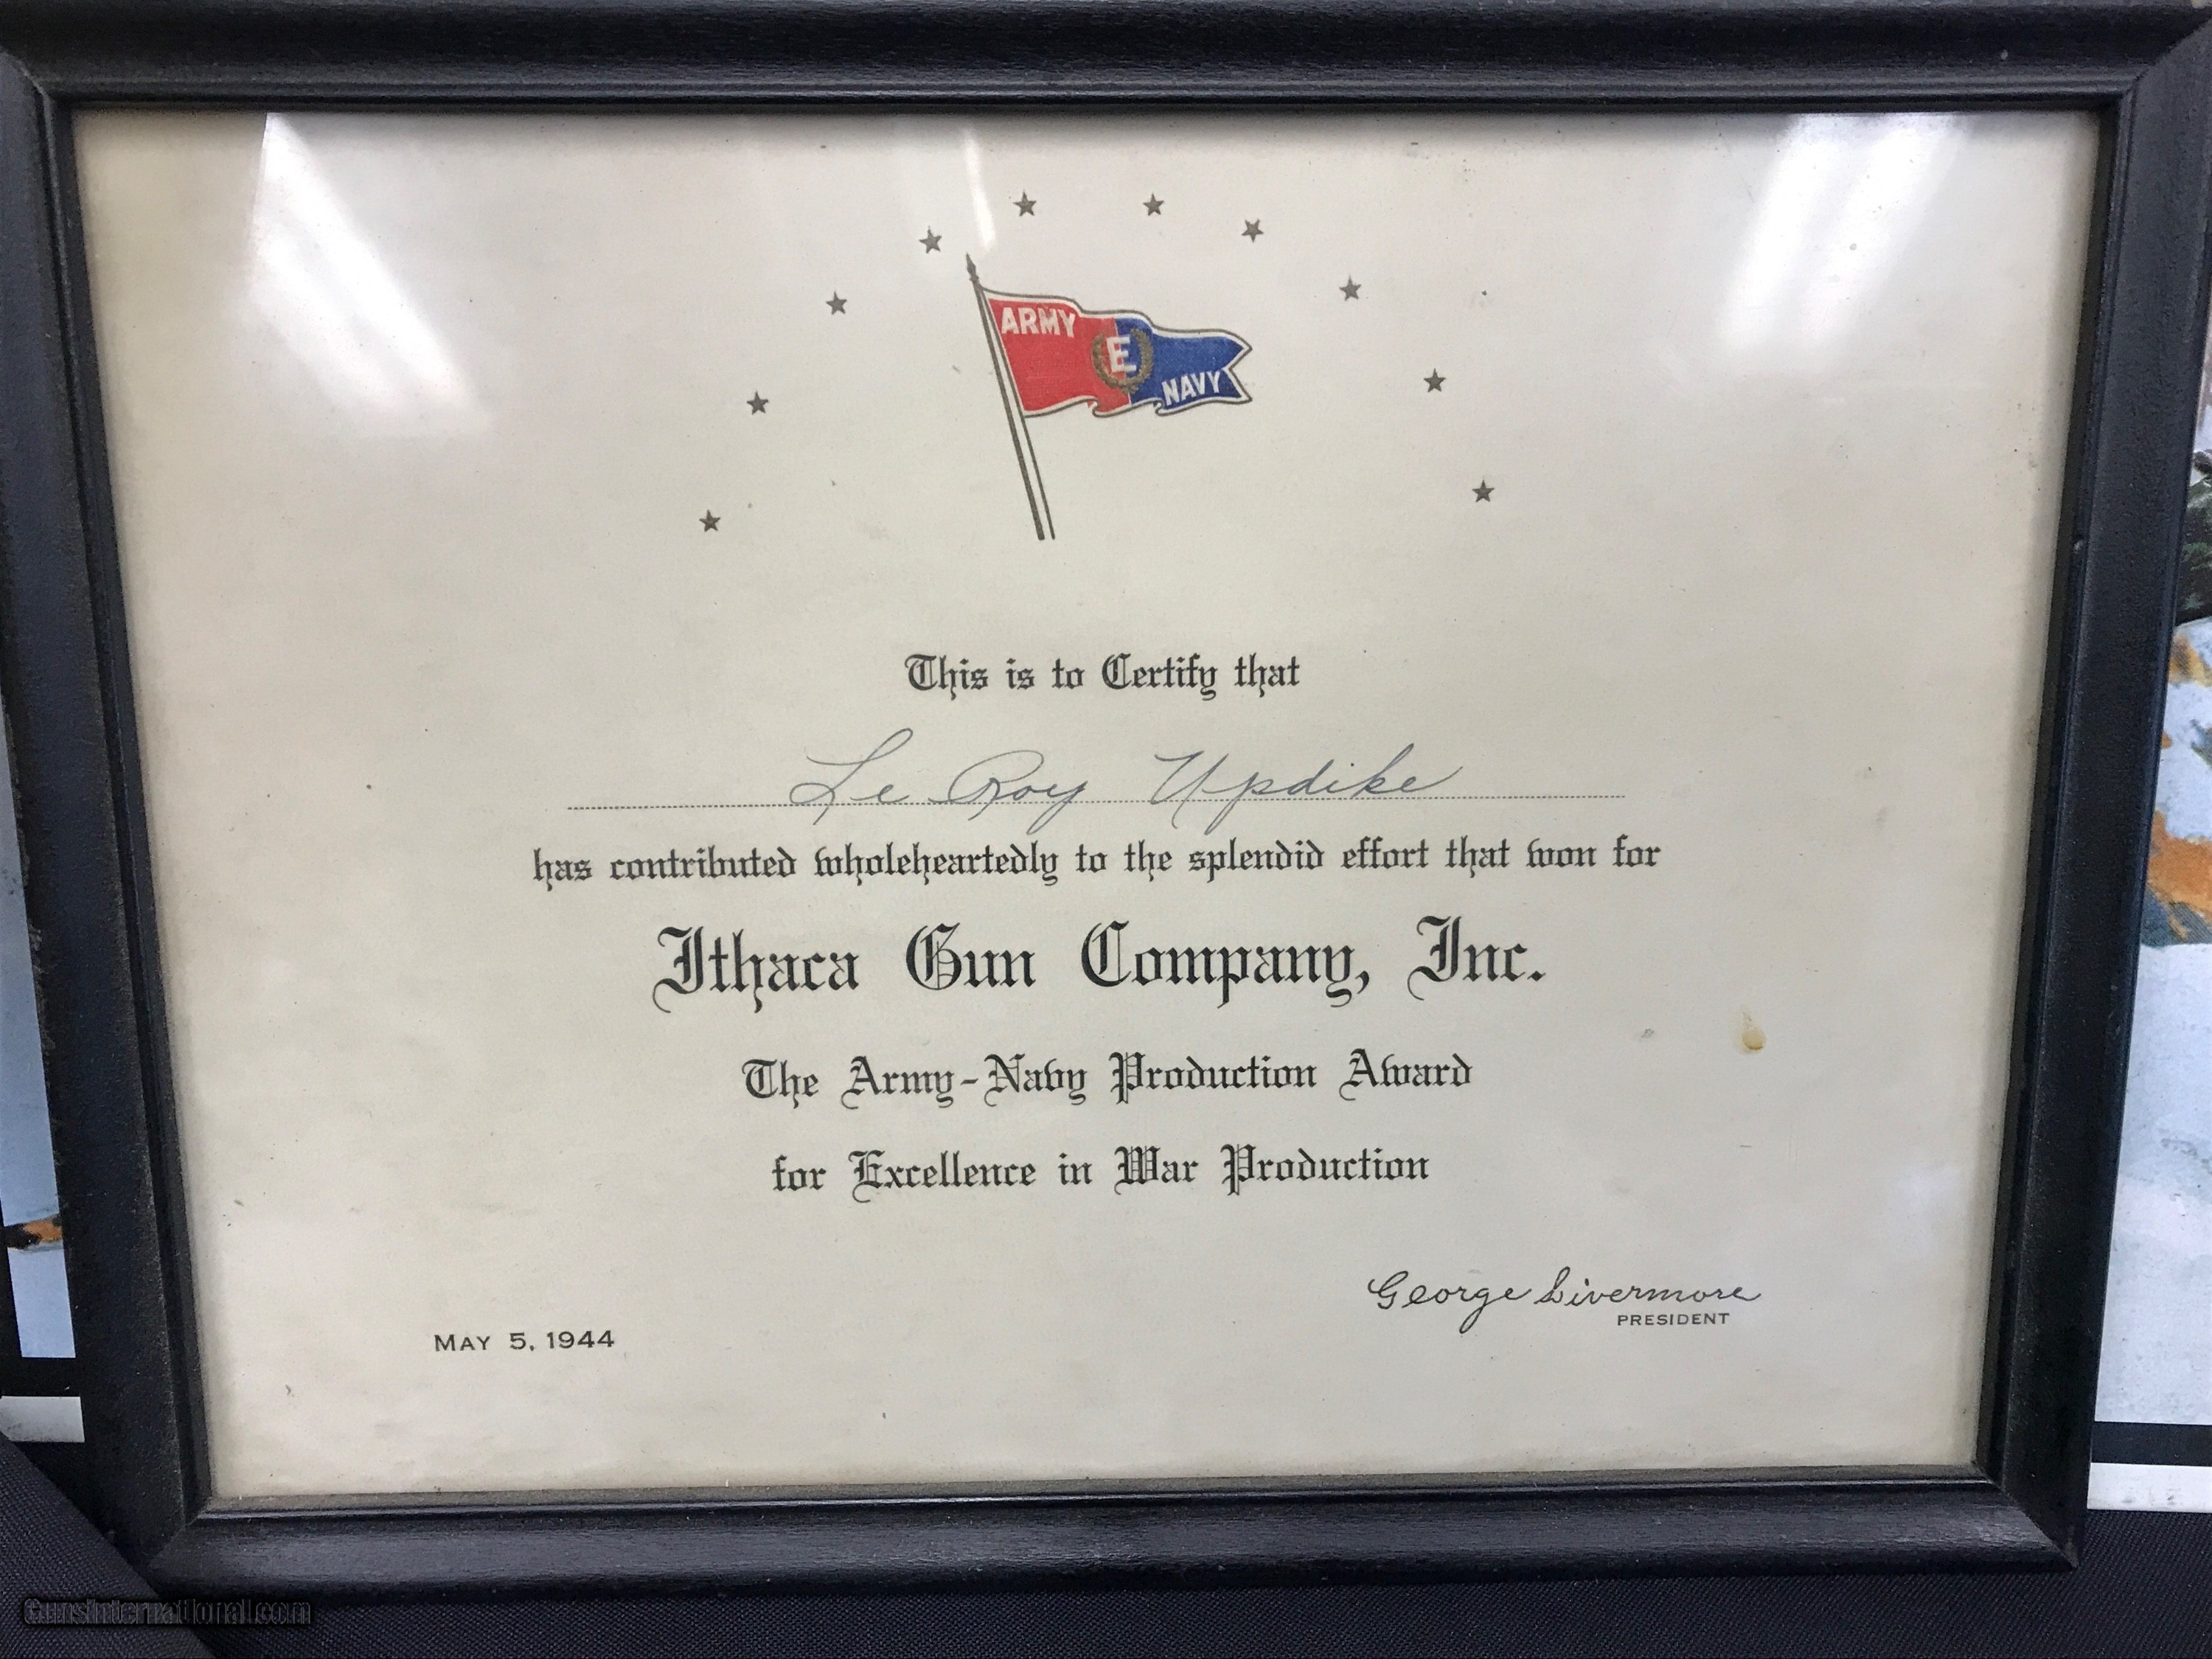 ARMY
E
NAVY
This is to Certify that
Le Roy Updike
has contributed wholeheartedly to the splendid effort that won for
Ithaca Gun Company, Inc.
The Army-Navy Production Award
for Excellence in War Production
George Livermore
PRESIDENT
MAY 5, 1944
GunsInternational.com